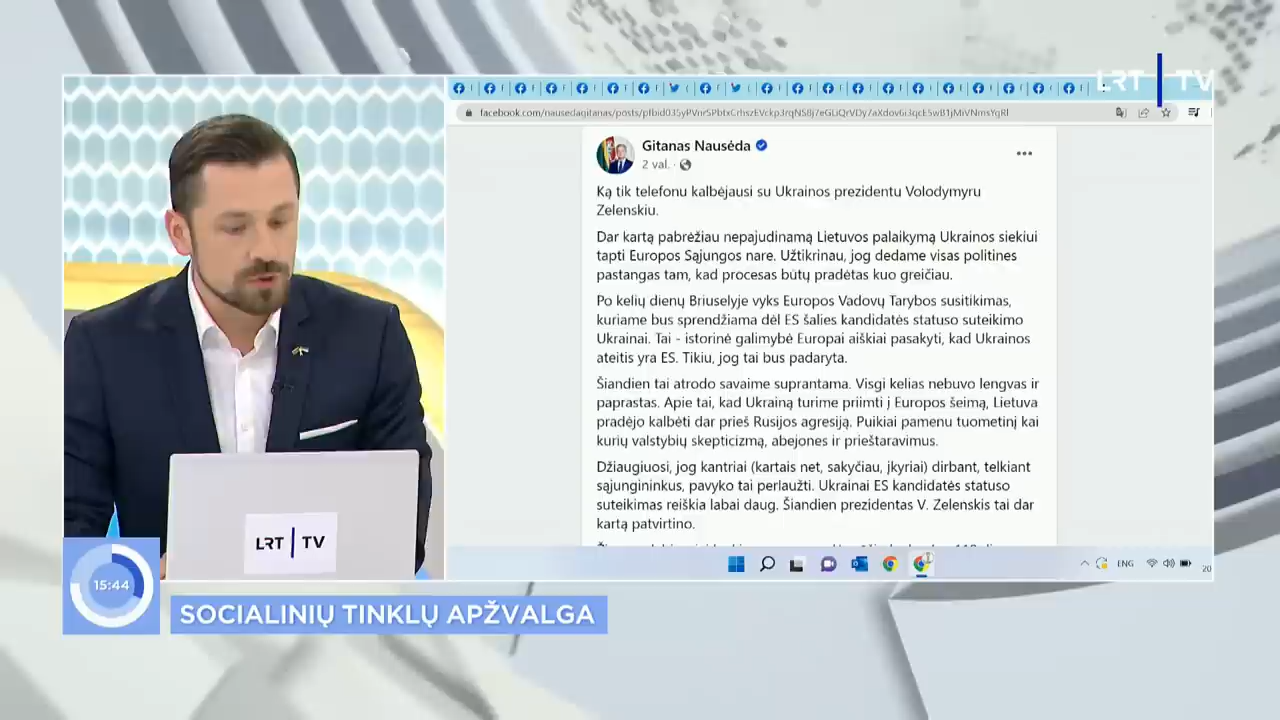 LRT TV
facebook.com/nausedagitanas/posts/
Gitanas Nausėda
2 val.
Ką tik telefonu kalbėjausi su Ukrainos prezidentu Volodymyru
Zelenskiu.
Dar kartą pabrėžiau nepajudinamą Lietuvos palaikymą Ukrainos siekiui
tapti Europos Sąjungos nare. Užtikrinau, jog dedame visas politines
pastangas tam, kad procesas būtų pradėtas kuo greičiau.
Po kelių dienų Briuselyje vyks Europos Vadovų Tarybos susitikimas,
kuriame bus sprendžiama dėl ES šalies kandidatės statuso suteikimo
Ukrainai. Tai - istorinė galimybė Europai aiškiai pasakyti, kad Ukrainos
ateitis yra ES. Tikiu, jog tai bus padaryta.
Šiandien tai atrodo savaime suprantama. Visgi kelias nebuvo lengvas ir
paprastas. Apie tai, kad Ukrainą turime priimti į Europos šeimą, Lietuva
pradėjo kalbėti dar prieš Rusijos agresiją. Puikiai pamenu tuometinį kai
kurių valstybių skepticizmą, abejones ir prieštaravimus.
Džiaugiuosi, jog kantriai (kartais net, sakyčiau, įkyriai) dirbant, telkiant
sąjungininkus, pavyko tai perlaužti. Ukrainai ES kandidatės statuso
suteikimas reiškia labai daug. Šiandien prezidentas V. Zelenskis tai dar
kartą patvirtino.
ENG
20
LRT TV
15:44
SOCIALINIŲ TINKLŲ APŽVALGA